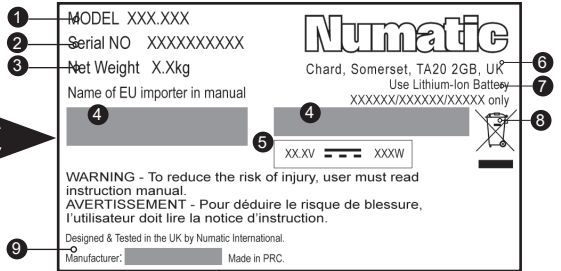 1 MODEL XXX.XXX
Numatic
2 Serial NO XXXXXXXXXX
3 Net Weight X.Xkg
Chard, Somerset, TA20 2GB, UK 6
Use Lithium-Ion Battery 7
Name of EU importer in manual
XXXXXX/XXXXXX/XXXXX only
4
4
8
5
XX.XV XXXW
WARNING - To reduce the risk of injury, user must read
instruction manual.
AVERTISSEMENT - Pour déduire le risque de blessure,
l'utilisateur doit lire la notice d'instruction.
Designed & Tested in the UK by Numatic International.
9
Manufacturer: Made in PRC.